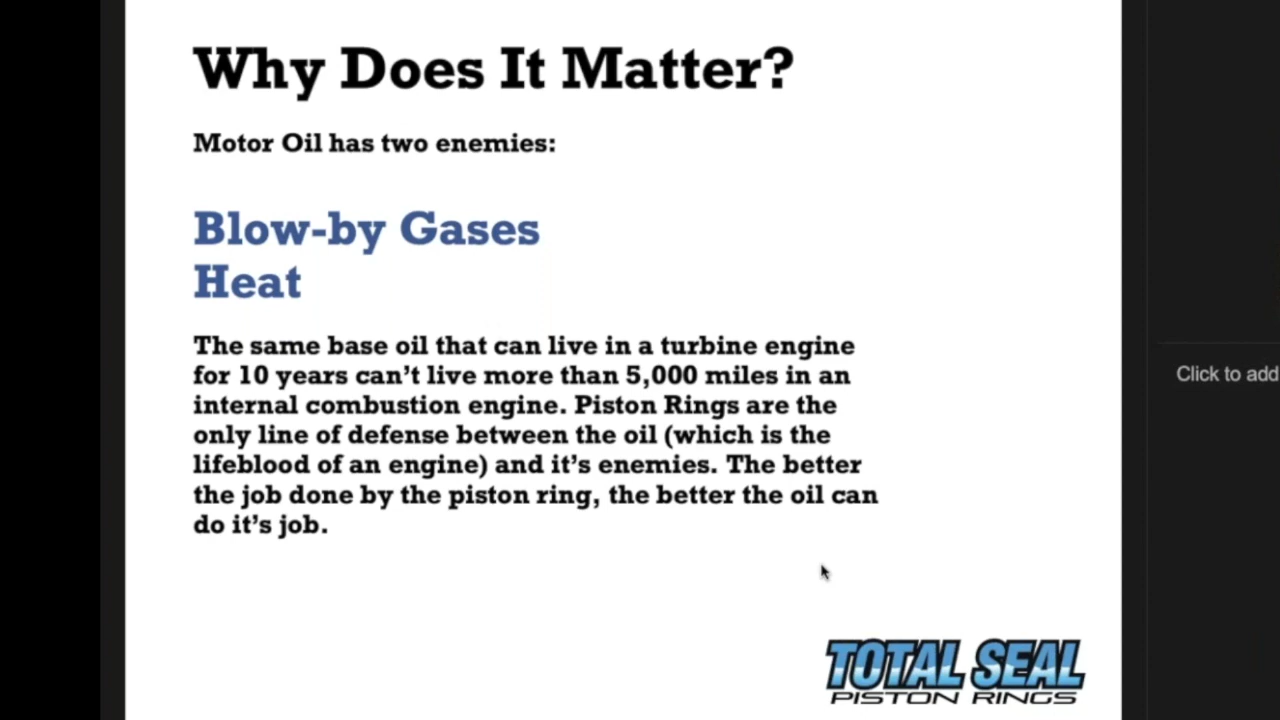 Why Does It Matter?
Motor Oil has two enemies:
Blow-by Gases
Heat
The same base oil that can live in a turbine engine
for 10 years can’t live more than 5,000 miles in an
internal combustion engine. Piston Rings are the
only line of defense between the oil (which is the
lifeblood of an engine) and it’s enemies. The better
the job done by the piston ring, the better the oil can
do it’s job.
Click to add
TOTAL SEAL
PISTON RINGS